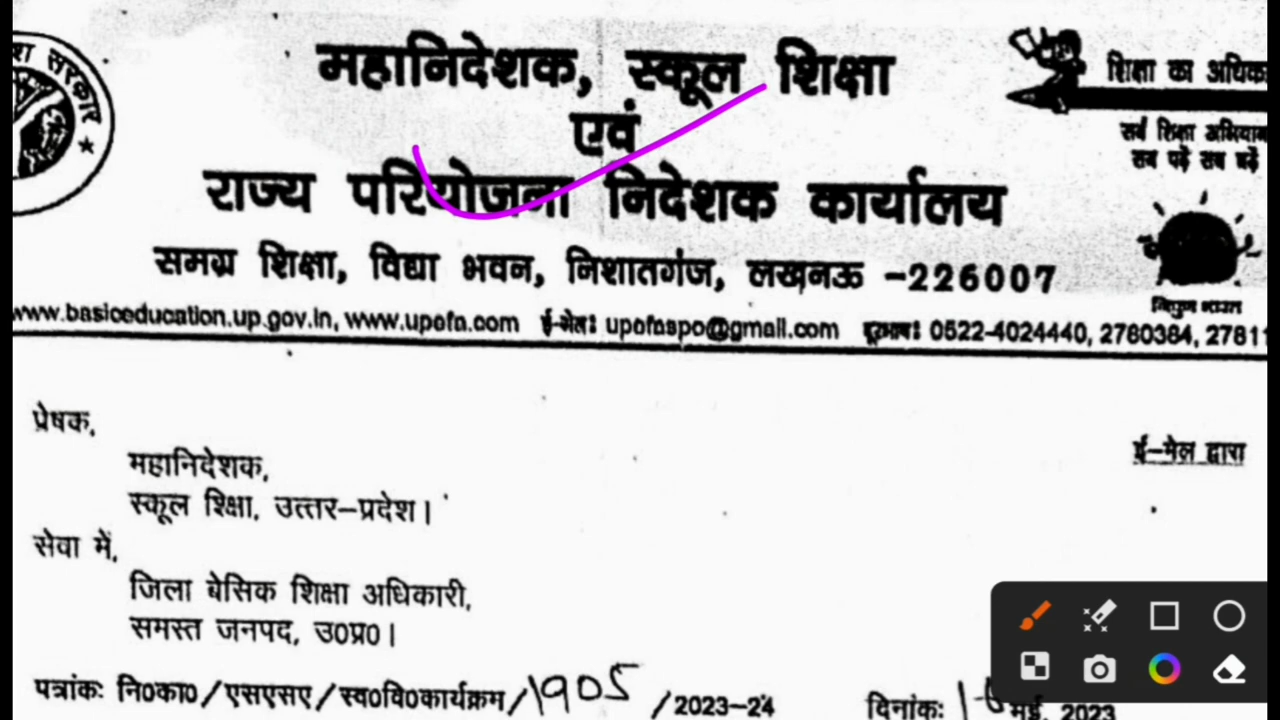 महानिदेशक, स्कूल शिक्षा
एवं
राज्य परियोजना निदेशक कार्यालय
समग्र शिक्षा, विद्या भवन, निशातगंज, लखनऊ -226007
www.basiceducation.up.gov.in, www.upefa.com ई-मेलः upefaspo@gmail.com दूरभाषः 0522-4024440, 2780384, 27811
सरकार
शिक्षा का अधिका
सर्व शिक्षा अभियान
सब पढ़ें सब बढ़ें
प्रेषक,
ई-मेल द्वारा
महानिदेशक,
स्कूल श्क्षिा, उत्तर-प्रदेश।
सेवा में,
जिला बेसिक शिक्षा अधिकारी,
समस्त जनपद, उ0प्र0।
पत्रांकः नि0का0/एसएसए/स्व0वि0कार्यक्रम/1905 /2023-24 दिनांकः मई, 2023